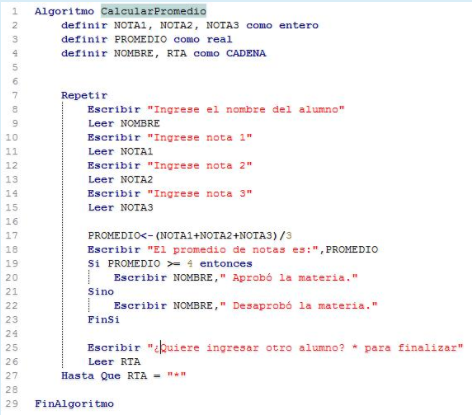 1 Algoritmo CalcularPromedio
2 definir NOTA1, NOTA2, NOTA3 como entero
3 definir PROMEDIO como real
4 definir NOMBRE, RTA como CADENA
5
6
7 Repetir
8 Escribir "Ingrese el nombre del alumno"
9 Leer NOMBRE
10 Escribir "Ingrese nota 1"
11 Leer NOTA1
12 Escribir "Ingrese nota 2"
13 Leer NOTA2
14 Escribir "Ingrese nota 3"
15 Leer NOTA3
16
17 PROMEDIO<-(NOTA1+NOTA2+NOTA3)/3
18 Escribir "El promedio de notas es:",PROMEDIO
19 Si PROMEDIO >= 4 entonces
20 Escribir NOMBRE," Aprobó la materia."
21 Sino
22 Escribir NOMBRE," Desaprobó la materia."
23 FinSi
24
25 Escribir "¿Quiere ingresar otro alumno? * para finalizar"
26 Leer RTA
27 Hasta Que RTA = "*"
28
29 FinAlgoritmo